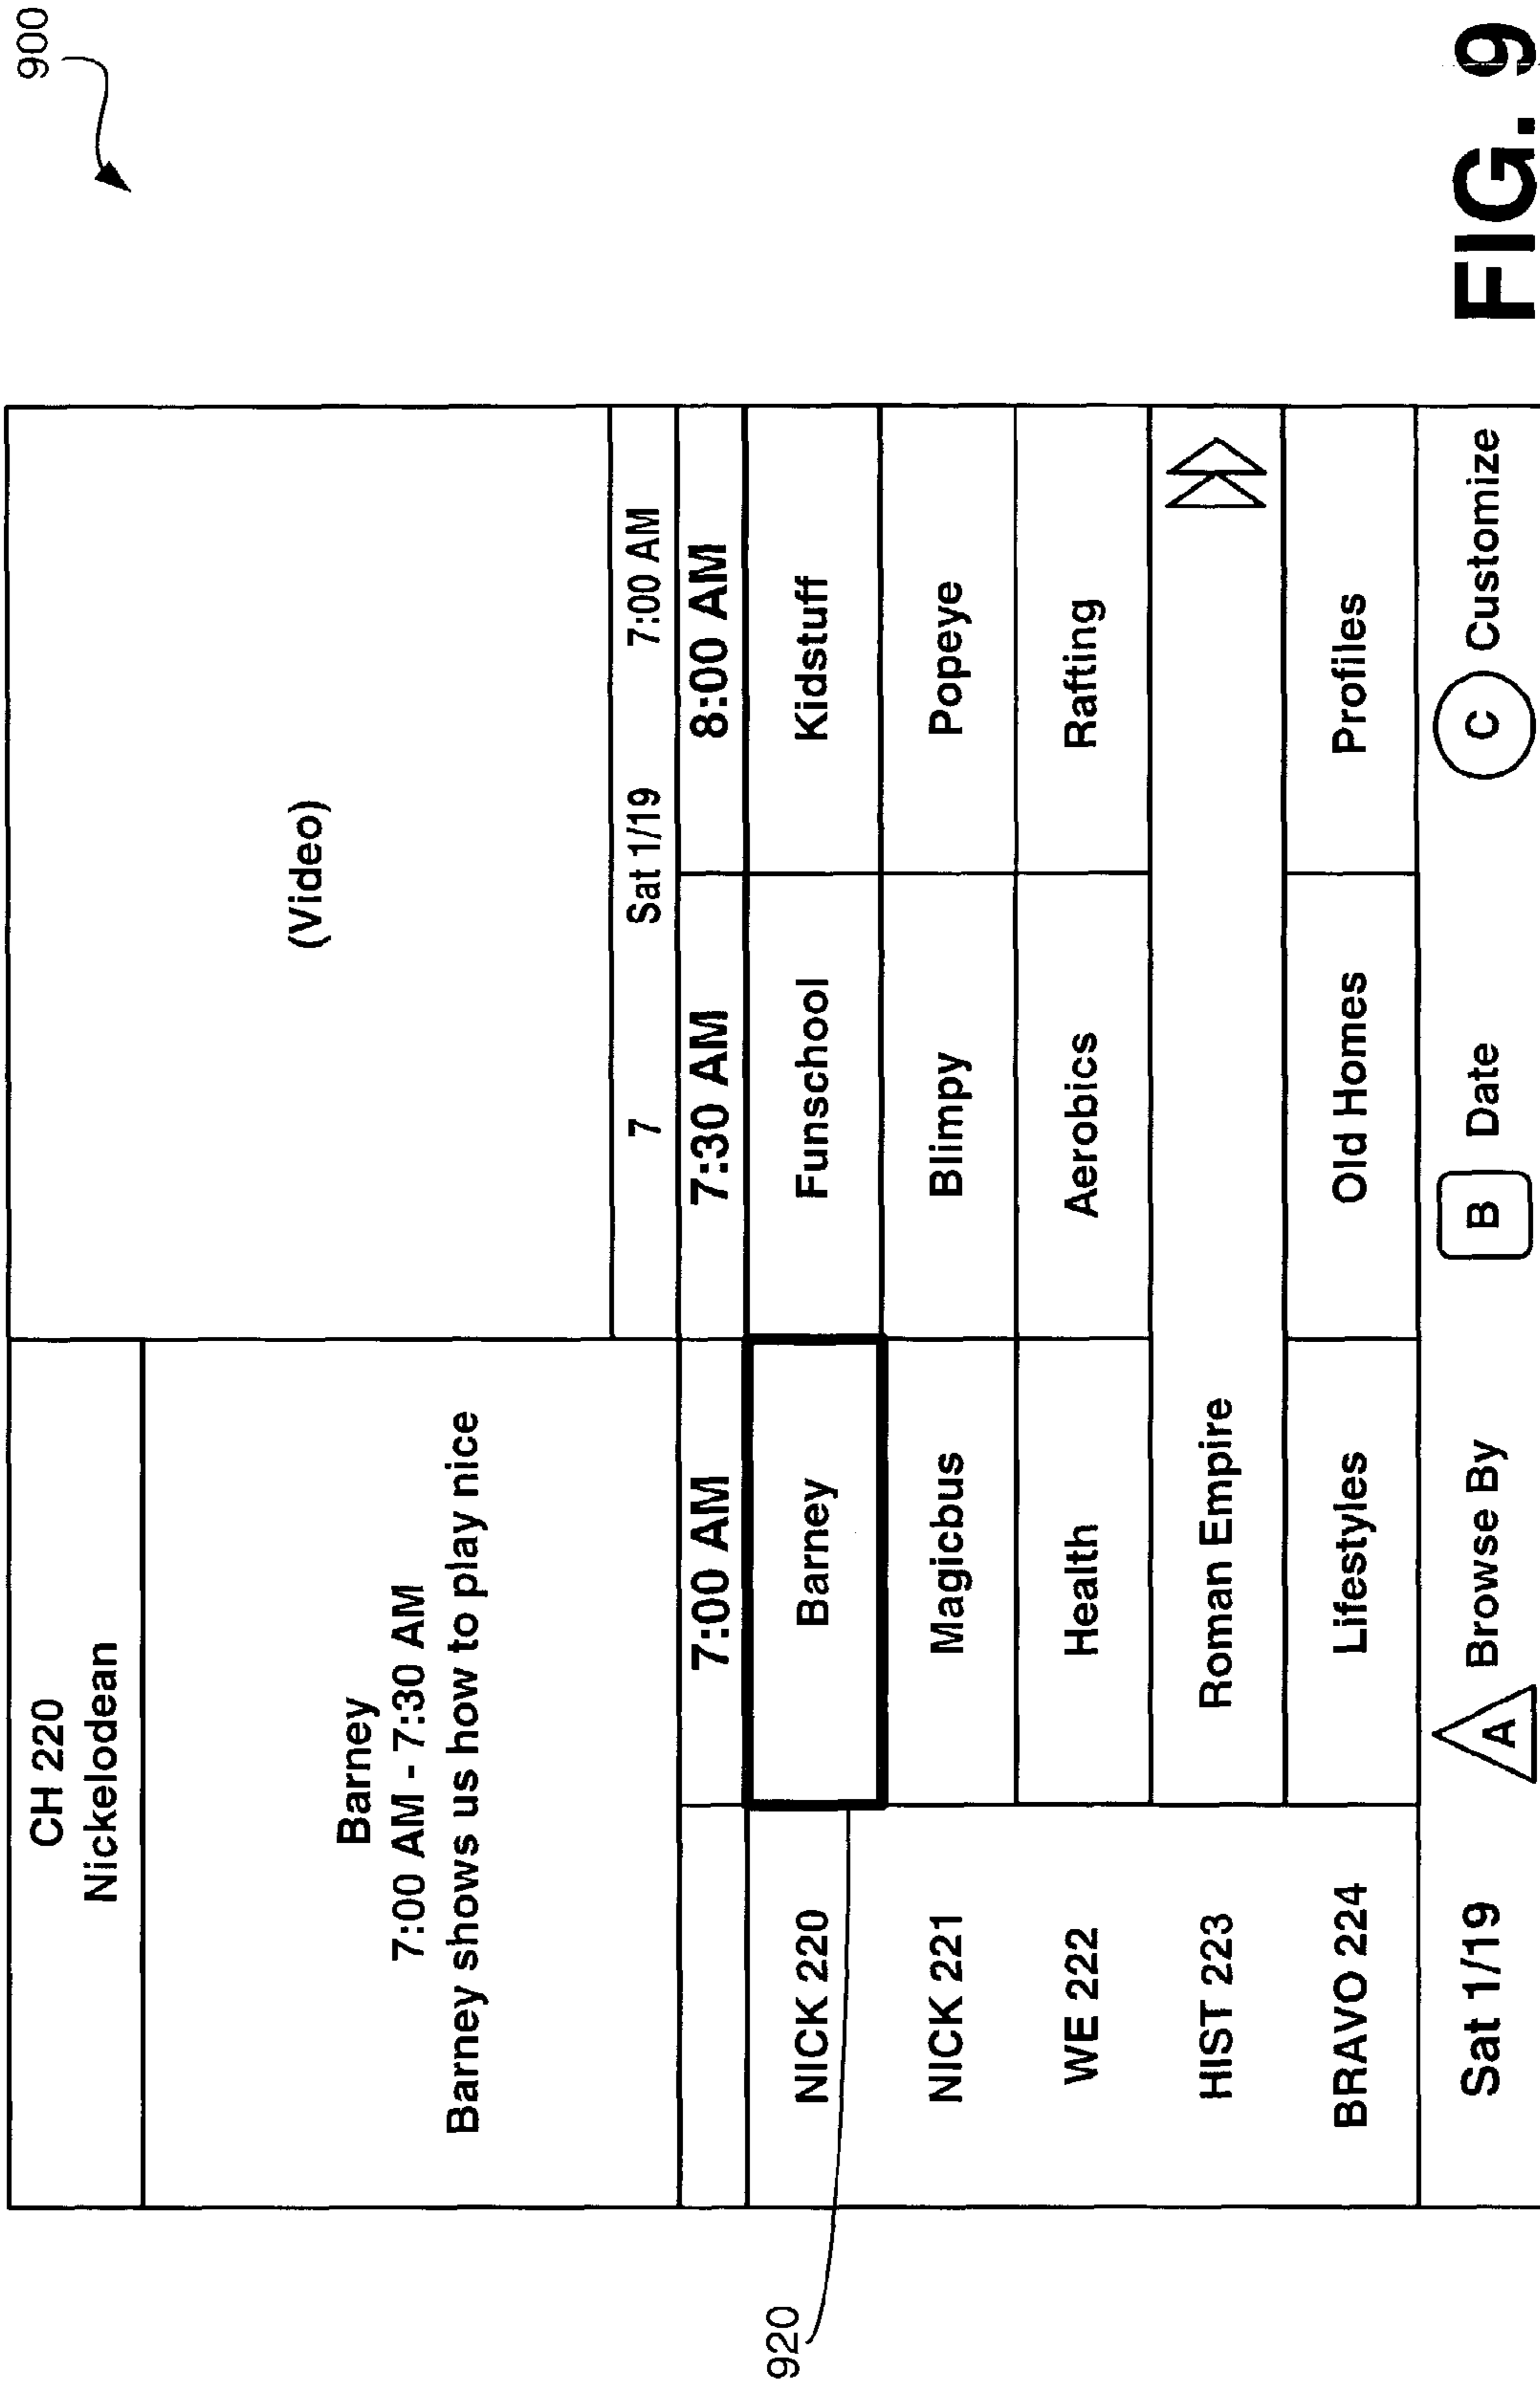 900
CH 220
Nickelodean
Barney
7:00 AM - 7:30 AM
Barney shows us how to play nice
(Video)
7 Sat 1/19 7:00 AM
7:00 AM 7:30 AM 8:00 AM
920
NICK 220 Barney Funschool Kidstuff
NICK 221 Magicbus Blimpy Popeye
WE 222 Health Aerobics Rafting
HIST 223 Roman Empire
BRAVO 224 Lifestyles Old Homes Profiles
Sat 1/19 A Browse By B Date C Customize
FIG. 9